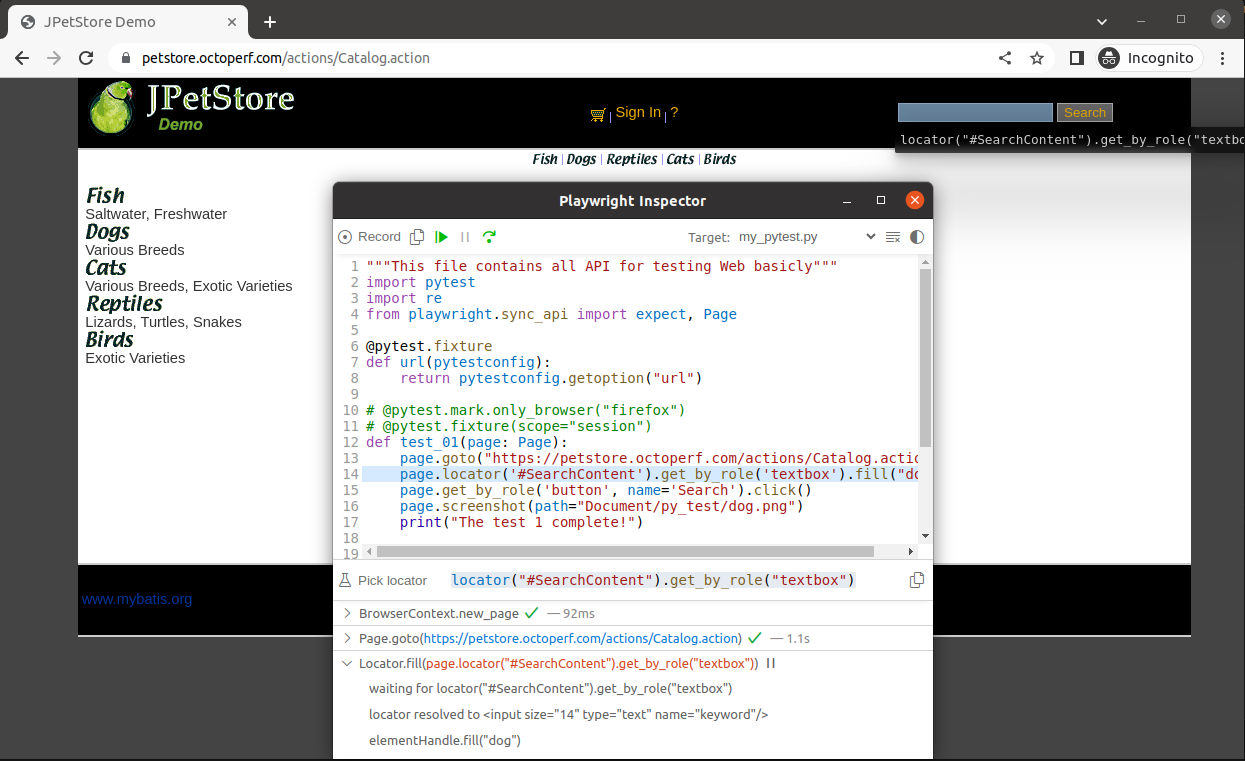 JPetStore Demo
petstore.octoperf.com/actions/Catalog.action
Incognito
JPetStore
Demo
Sign In
?
Search
locator("#SearchContent").get_by_role("textbo
Fish | Dogs | Reptiles | Cats | Birds
Fish
Saltwater, Freshwater
Dogs
Various Breeds
Cats
Various Breeds, Exotic Varieties
Reptiles
Lizards, Turtles, Snakes
Birds
Exotic Varieties
www.mybatis.org
Playwright Inspector
Record
Target: my_pytest.py
1 """This file contains all API for testing Web basicly"""
2 import pytest
3 import re
4 from playwright.sync_api import expect, Page
5
6 @pytest.fixture
7 def url(pytestconfig):
8 return pytestconfig.getoption("url")
9
10 # @pytest.mark.only_browser("firefox")
11 # @pytest.fixture(scope="session")
12 def test_01(page: Page):
13 page.goto("https://petstore.octoperf.com/actions/Catalog.actio
14 page.locator('#SearchContent').get_by_role('textbox').fill("do
15 page.get_by_role('button', name='Search').click()
16 page.screenshot(path="Document/py_test/dog.png")
17 print("The test 1 complete!")
18
19
Pick locator locator("#SearchContent").get_by_role("textbox")
BrowserContext.new_page ✓ — 92ms
Page.goto(https://petstore.octoperf.com/actions/Catalog.action) ✓ — 1.1s
Locator.fill(page.locator("#SearchContent").get_by_role("textbox"))
waiting for locator("#SearchContent").get_by_role("textbox")
locator resolved to <input size="14" type="text" name="keyword"/>
elementHandle.fill("dog")